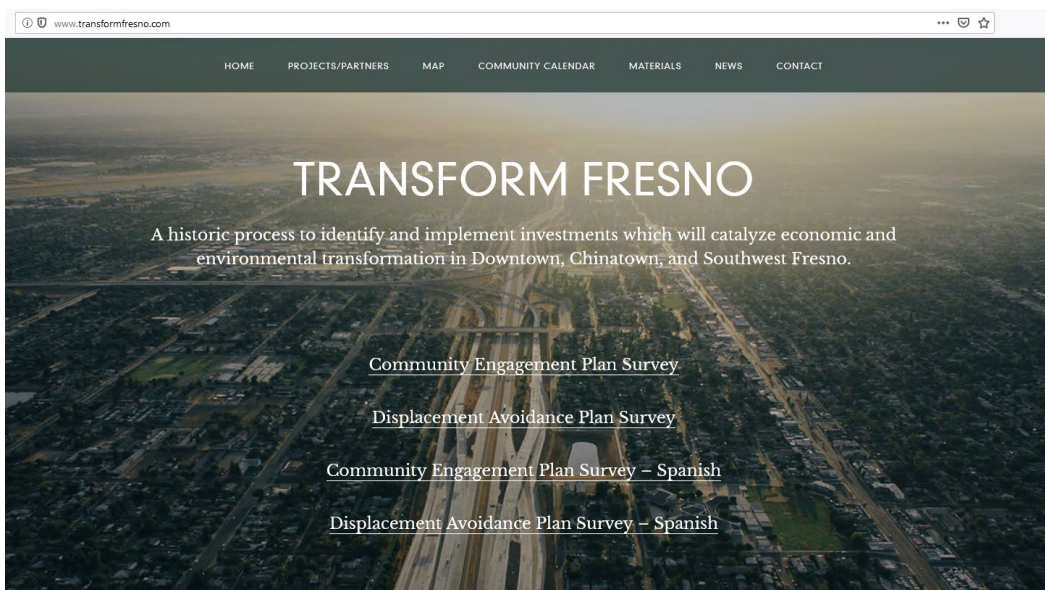 www.transformfresno.com
HOME PROJECTS/PARTNERS MAP COMMUNITY CALENDAR MATERIALS NEWS CONTACT
TRANSFORM FRESNO
A historic process to identify and implement investments which will catalyze economic and
environmental transformation in Downtown, Chinatown, and Southwest Fresno.
Community Engagement Plan Survey
Displacement Avoidance Plan Survey
Community Engagement Plan Survey – Spanish
Displacement Avoidance Plan Survey – Spanish